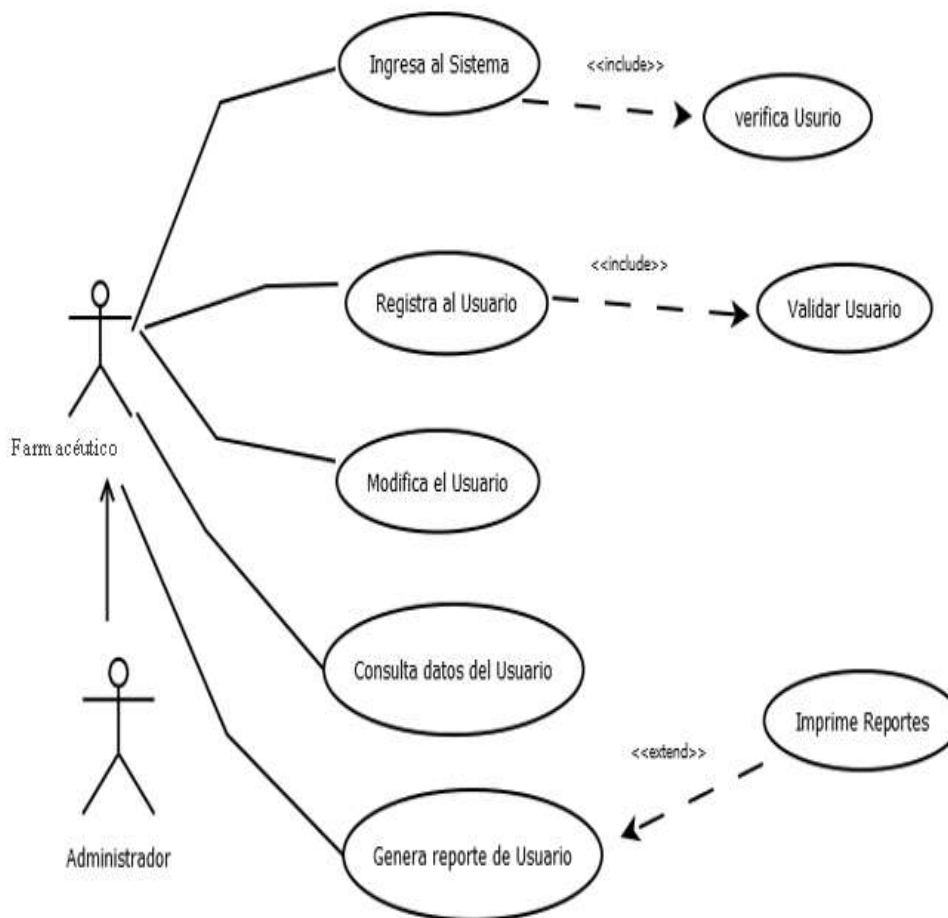 Ingresa al Sistema
<<include>>
verifica Usurio
Registra al Usuario
<<include>>
Validar Usuario
Farmacéutico
Modifica el Usuario
Consulta datos del Usuario
Imprime Reportes
<<extend>>
Administrador
Genera reporte de Usuario